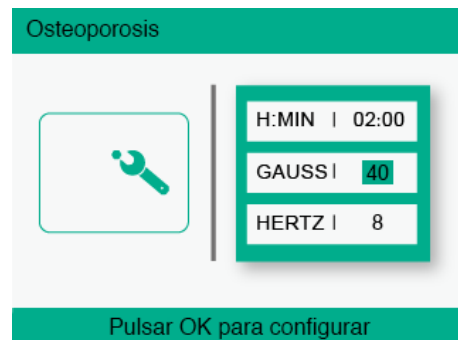 Osteoporosis
H:MIN | 02:00
GAUSS | 40
HERTZ | 8
Pulsar OK para configurar